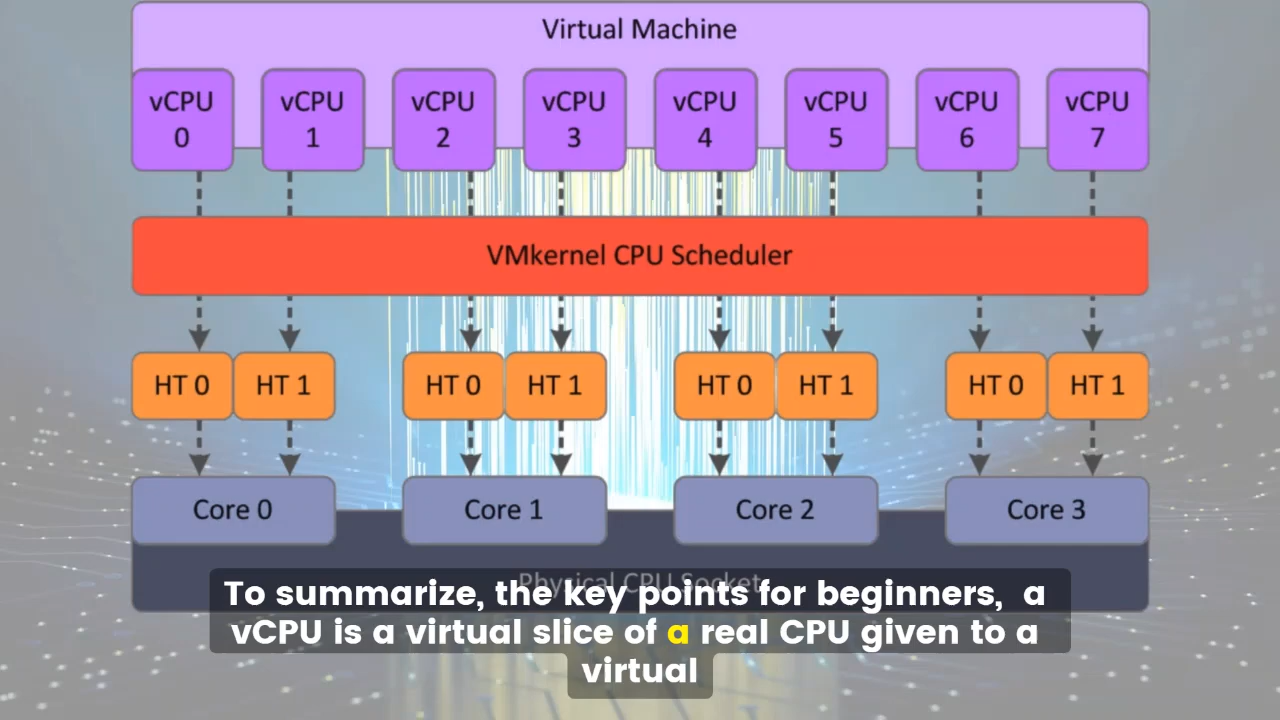 Virtual Machine
vCPU 0
vCPU 1
vCPU 2
vCPU 3
vCPU 4
vCPU 5
vCPU 6
vCPU 7
VMkernel CPU Scheduler
HT 0 HT 1 HT 0 HT 1 HT 0 HT 1 HT 0 HT 1
Core 0 Core 1 Core 2 Core 3
Physical CPU Socket
To summarize, the key points for beginners, a
vCPU is a virtual slice of a real CPU given to a
virtual